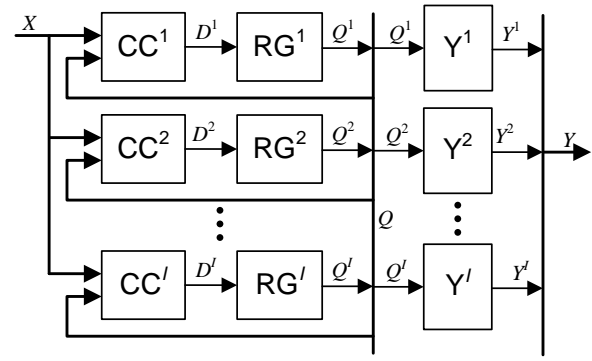 X CC¹ D¹ RG¹ Q¹ Q¹ Y¹ Y¹
CC² D² RG² Q² Q² Y² Y² Y
Q
CCᴵ Dᴵ RGᴵ Qᴵ Qᴵ Yᴵ Yᴵ